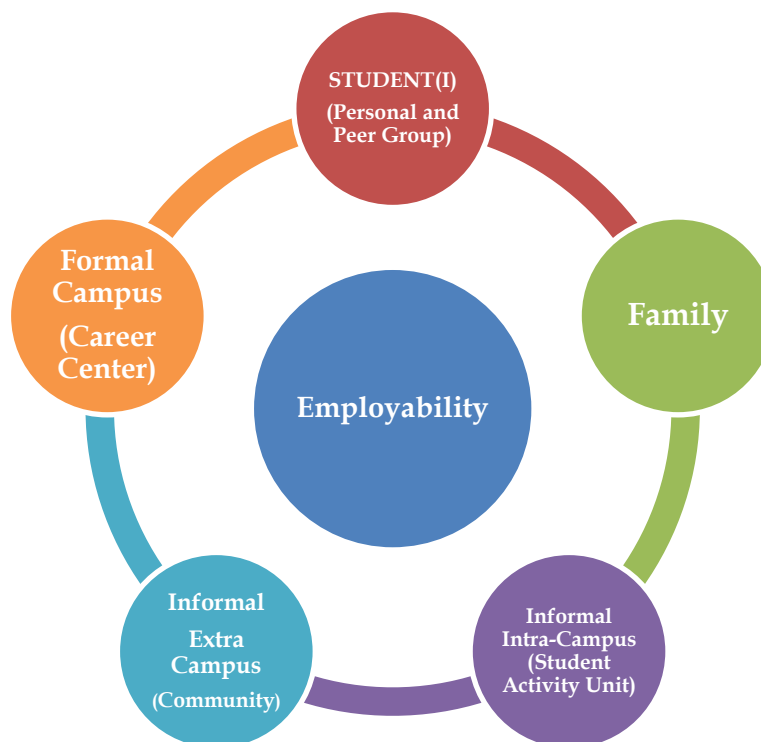 STUDENT(I)
(Personal and
Peer Group)
Formal
Campus
(Career
Center)
Family
Employability
Informal
Extra
Campus
(Community)
Informal
Intra-Campus
(Student
Activity Unit)